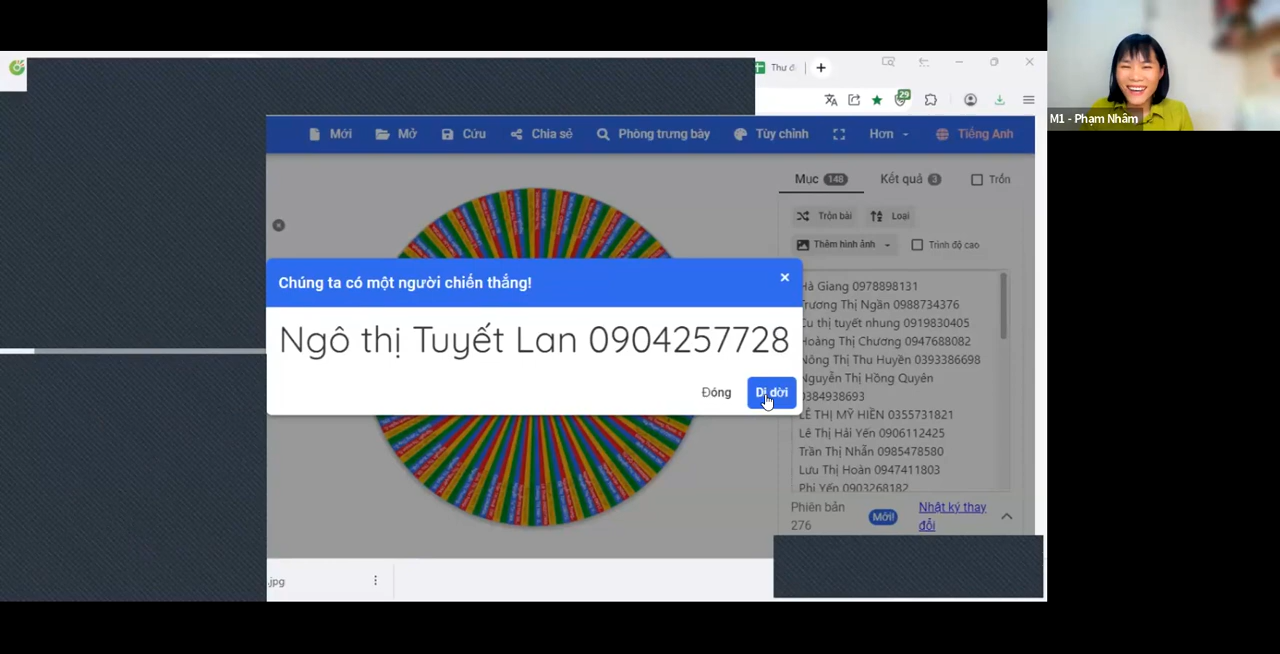 Thư đ
29
Mới
Mở
Cứu
Chia sẻ
Phòng trưng bày
Tùy chỉnh
Hơn
Tiếng Anh
Mục 148
Kết quả 3
Trốn
Trộn bài
Loại
Thêm hình ảnh
Trình độ cao
Chúng ta có một người chiến thắng!
Ngô thị Tuyết Lan 0904257728
Đóng
Di dời
Hà Giang 0978898131
Trương Thị Ngân 0988734376
Cu thị tuyết nhung 0919830405
Hoàng Thị Chương 0947688082
Nông Thị Thu Huyền 0393386698
Nguyễn Thị Hồng Quyên
0384938693
LÊ THỊ MỸ HIỀN 0355731821
Lê Thị Hải Yến 0906112425
Trần Thị Nhẫn 0985478580
Lưu Thị Hoàn 0947411803
Phi Yến 0903268182
Phiên bản
276
Mới!
Nhật ký thay
đổi
.jpg
M1 - Phạm Nhâm